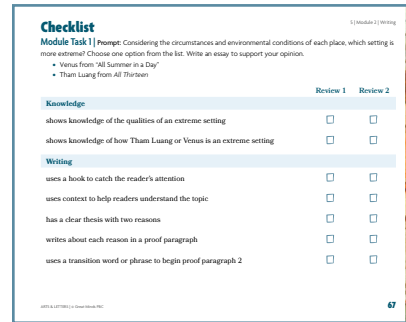 Checklist
5 | Module 2 | Writing
Module Task 1 | Prompt: Considering the circumstances and environmental conditions of each place, which setting is
more extreme? Choose one option from the list. Write an essay to support your opinion.
• Venus from "All Summer in a Day"
• Tham Luang from All Thirteen
Review 1 Review 2
Knowledge
shows knowledge of the qualities of an extreme setting
shows knowledge of how Tham Luang or Venus is an extreme setting
Writing
uses a hook to catch the reader's attention
uses context to help readers understand the topic
has a clear thesis with two reasons
writes about each reason in a proof paragraph
uses a transition word or phrase to begin proof paragraph 2
ARTS & LETTERS | © Great Minds PBC
67